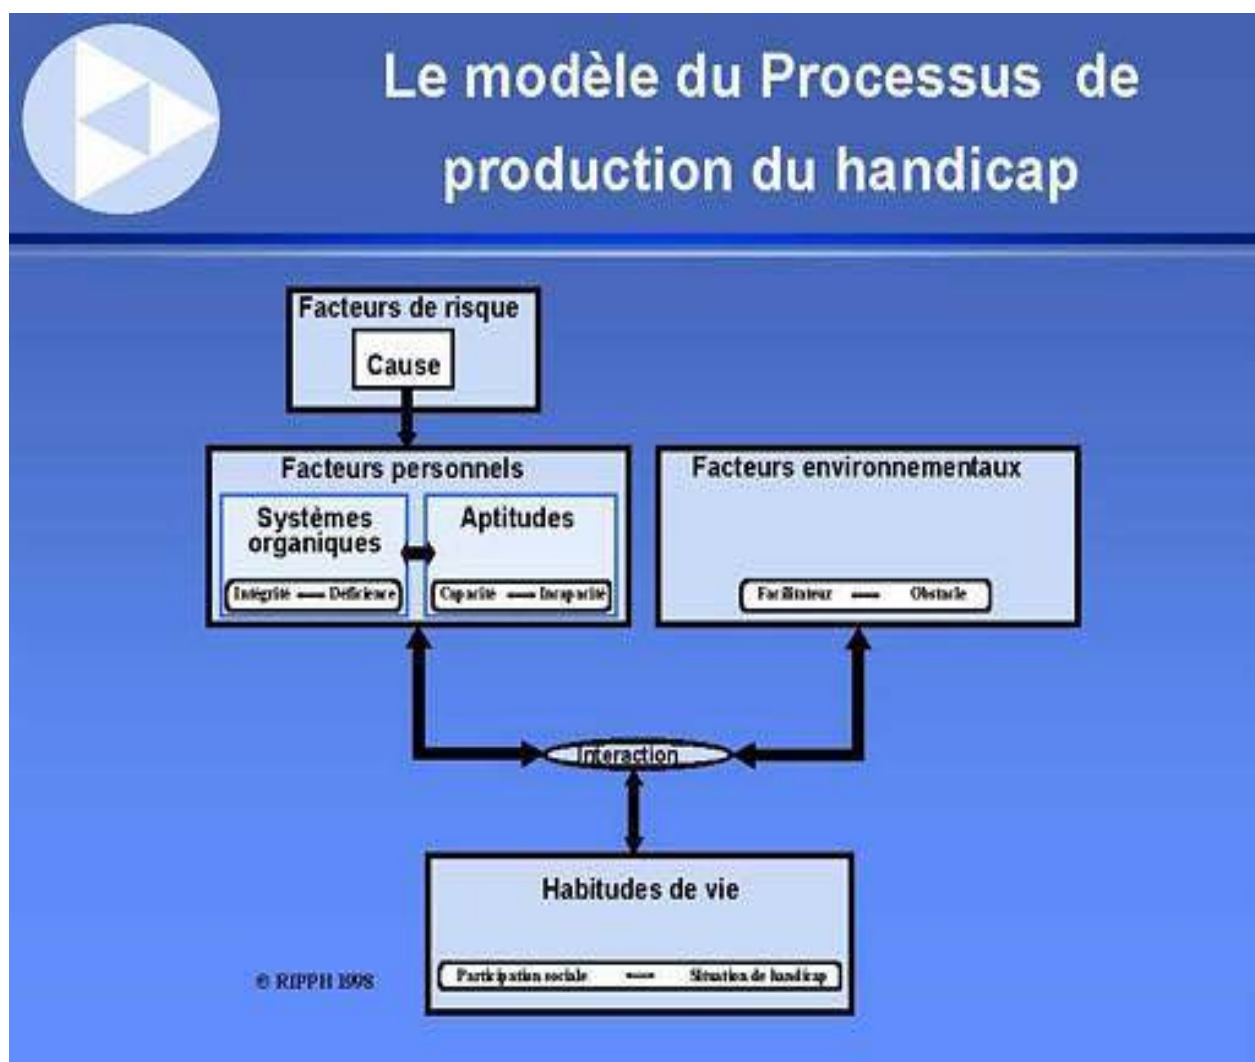 Le modèle du Processus de
production du handicap
Facteurs de risque
Cause
Facteurs personnels
Systèmes
organiques
Intégrité Déficience
Aptitudes
Capacité Incapacité
Facteurs environnementaux
Facilitateur Obstacle
Interaction
Habitudes de vie
Participation sociale Situation de handicap
© RIPPH 1998